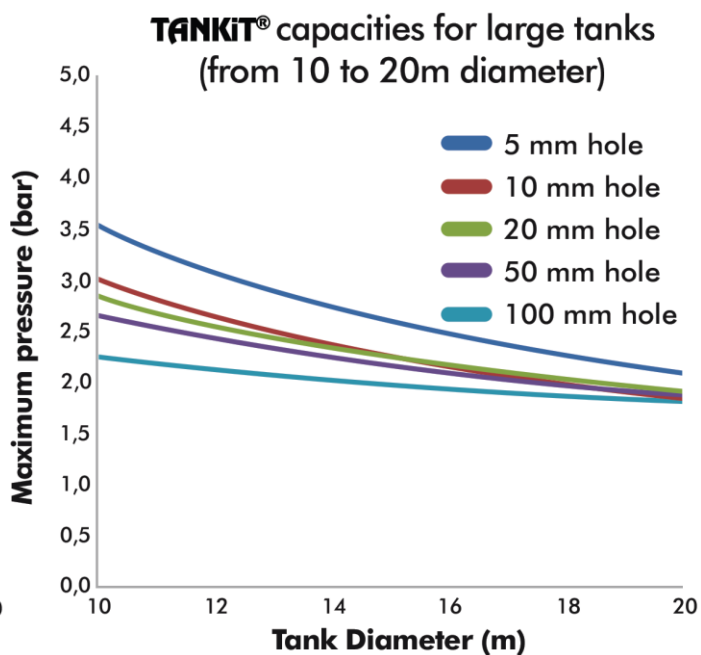 TANKiT® capacities for large tanks
(from 10 to 20m diameter)
5,0
4,5
4,0
3,5
3,0
2,5
2,0
1,5
1,0
0,5
0,0
Maximum pressure (bar)
5 mm hole
10 mm hole
20 mm hole
50 mm hole
100 mm hole
10 12 14 16 18 20
Tank Diameter (m)